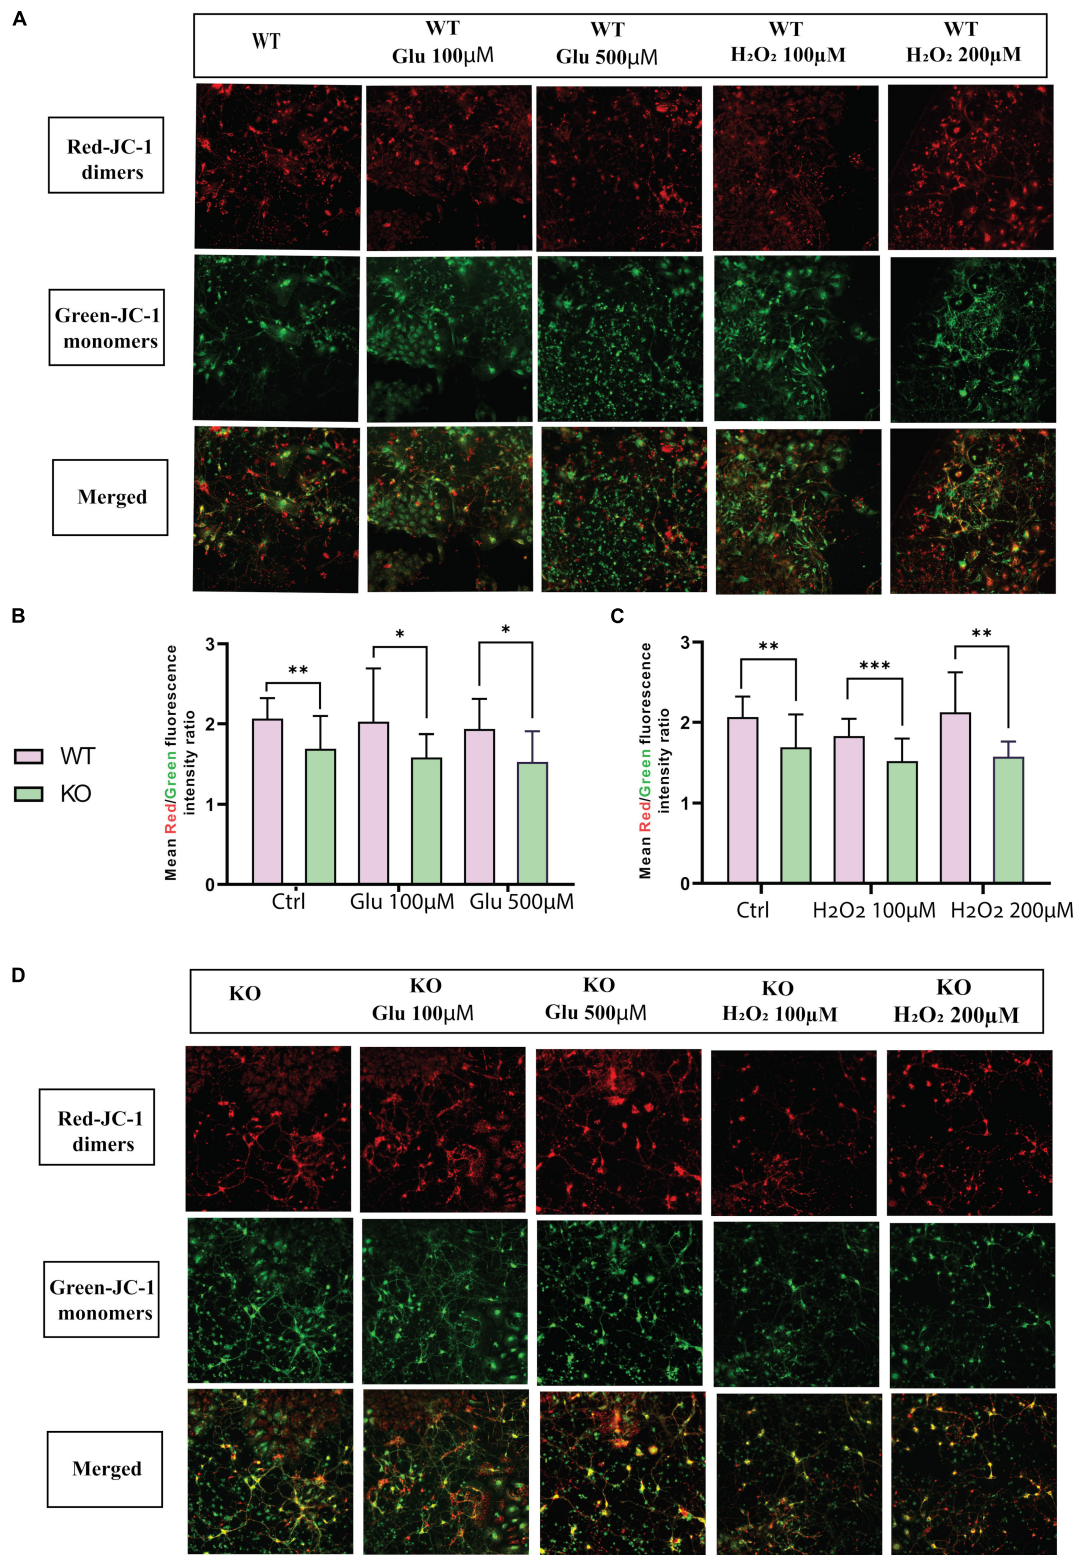 A
WT
WT
Glu 100μM
WT
Glu 500μM
WT
H₂O₂ 100μM
WT
H₂O₂ 200μM
Red-JC-1
dimers
Green-JC-1
monomers
Merged
B
Mean Red/Green fluorescence
intensity ratio
3
2
1
0
**
*
*
Ctrl
Glu 100μM
Glu 500μM
WT
KO
C
Mean Red/Green fluorescence
intensity ratio
3
2
1
0
**
***
**
Ctrl
H2O2 100μM
H2O2 200μM
D
KO
KO
Glu 100μM
KO
Glu 500μM
KO
H₂O₂ 100μM
KO
H₂O₂ 200μM
Red-JC-1
dimers
Green-JC-1
monomers
Merged